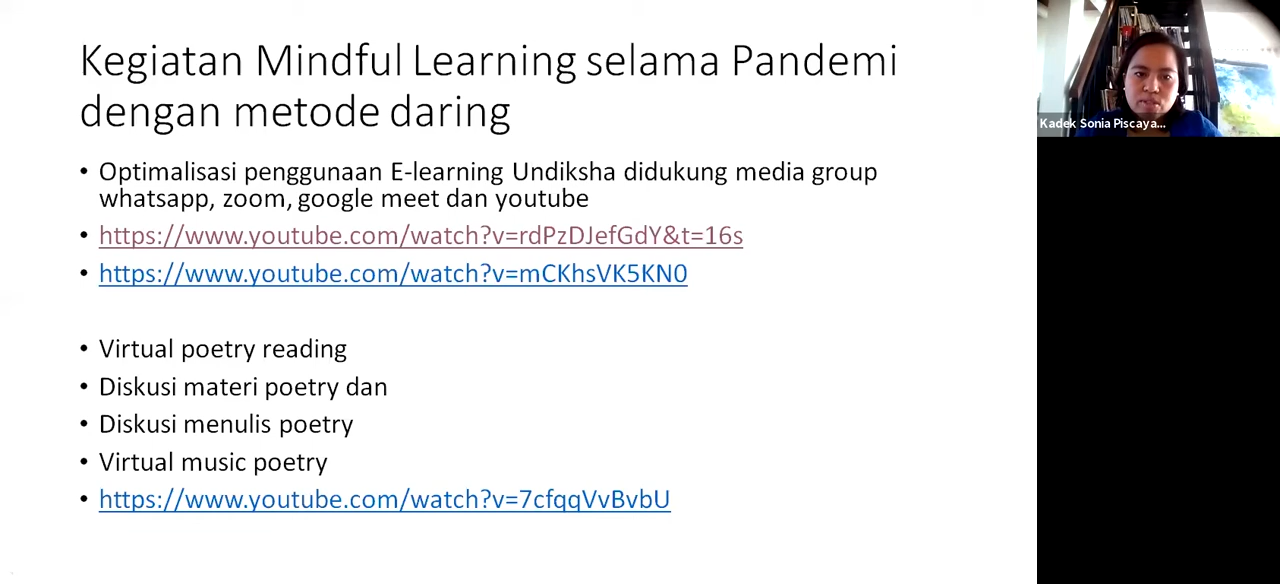 Kegiatan Mindful Learning selama Pandemi
dengan metode daring
• Optimalisasi penggunaan E-learning Undiksha didukung media group
whatsapp, zoom, google meet dan youtube
• https://www.youtube.com/watch?v=rdPzDJefGdY&t=16s
• https://www.youtube.com/watch?v=mCKhsVK5KN0
• Virtual poetry reading
• Diskusi materi poetry dan
• Diskusi menulis poetry
• Virtual music poetry
• https://www.youtube.com/watch?v=7cfqqVvBvbU
Kadek Sonia Piscaya...